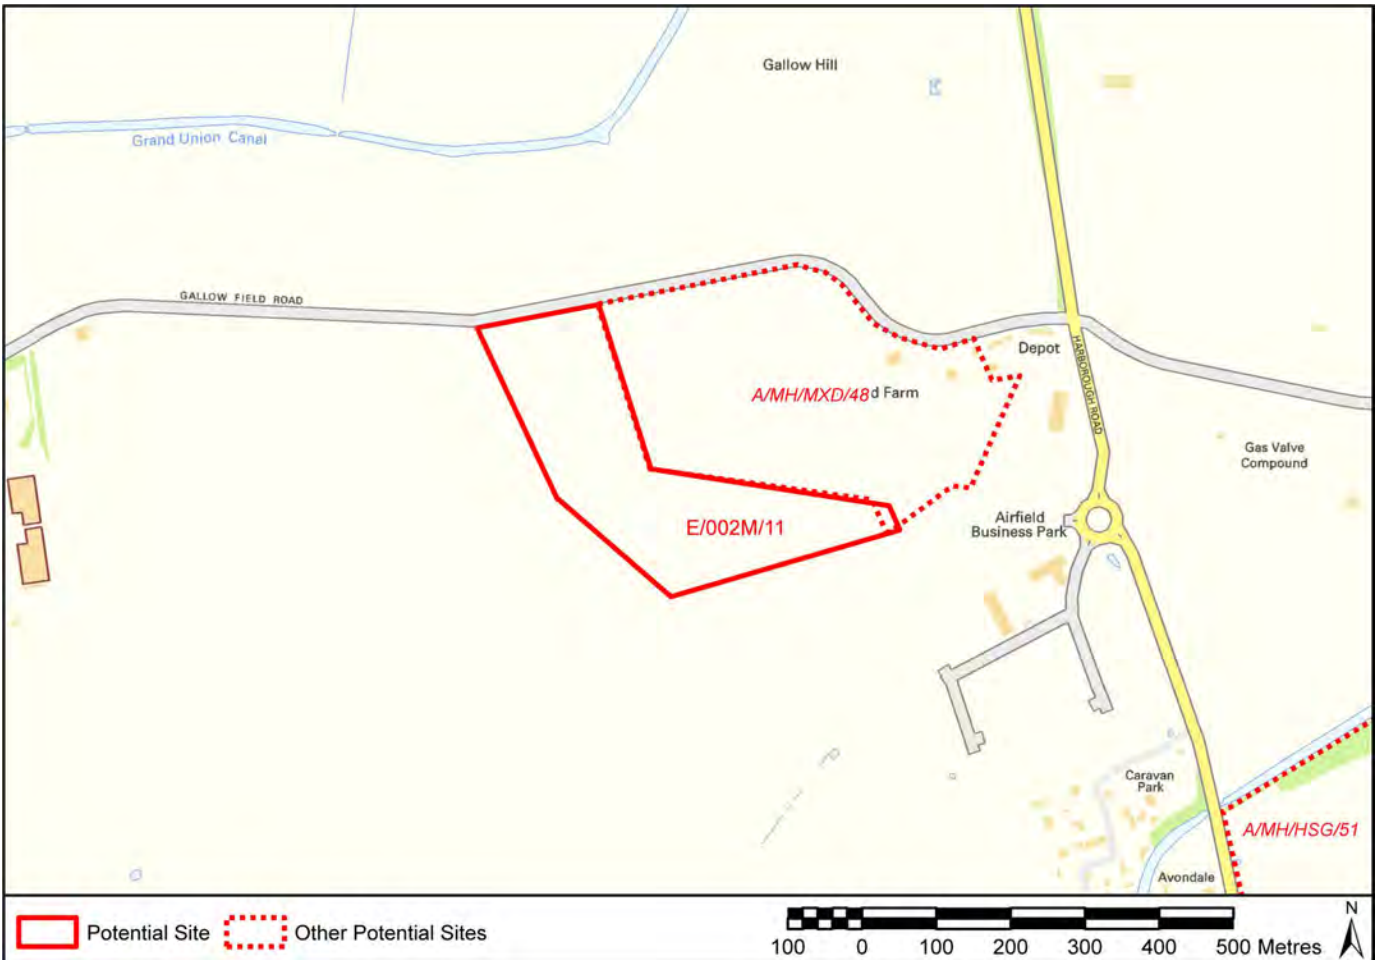 Gallow Hill
Grand Union Canal
GALLOW FIELD ROAD
Depot
HARBOROUGH ROAD
A/MH/MXD/48d Farm
Gas Valve
Compound
E/002M/11
Airfield
Business Park
Caravan
Park
A/MH/HSG/51
Avondale
Potential Site
Other Potential Sites
N
100 0 100 200 300 400 500 Metres